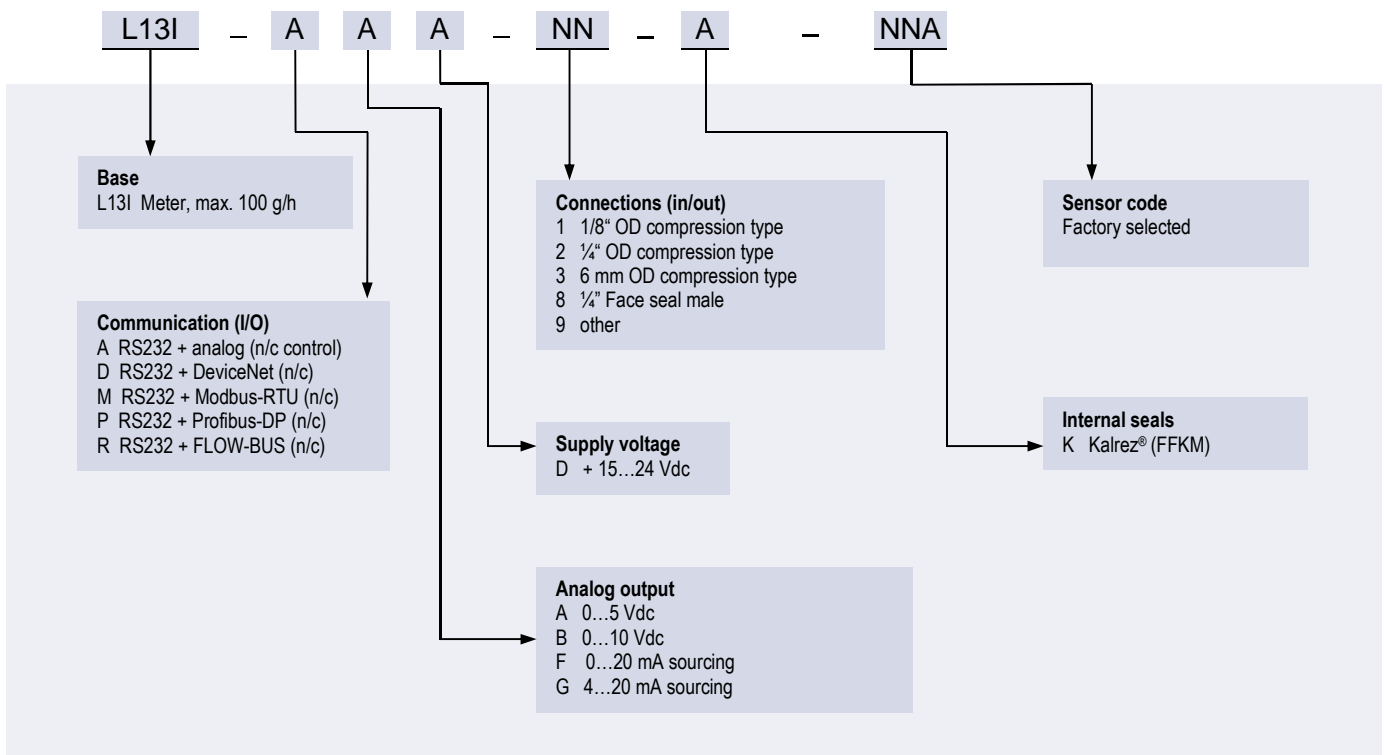 L13I – A A A – NN – A – NNA
Base
L13I Meter, max. 100 g/h
Communication (I/O)
A RS232 + analog (n/c control)
D RS232 + DeviceNet (n/c)
M RS232 + Modbus-RTU (n/c)
P RS232 + Profibus-DP (n/c)
R RS232 + FLOW-BUS (n/c)
Connections (in/out)
1 1/8“ OD compression type
2 ¼“ OD compression type
3 6 mm OD compression type
8 ¼” Face seal male
9 other
Supply voltage
D + 15…24 Vdc
Analog output
A 0…5 Vdc
B 0…10 Vdc
F 0…20 mA sourcing
G 4…20 mA sourcing
Sensor code
Factory selected
Internal seals
K Kalrez® (FFKM)